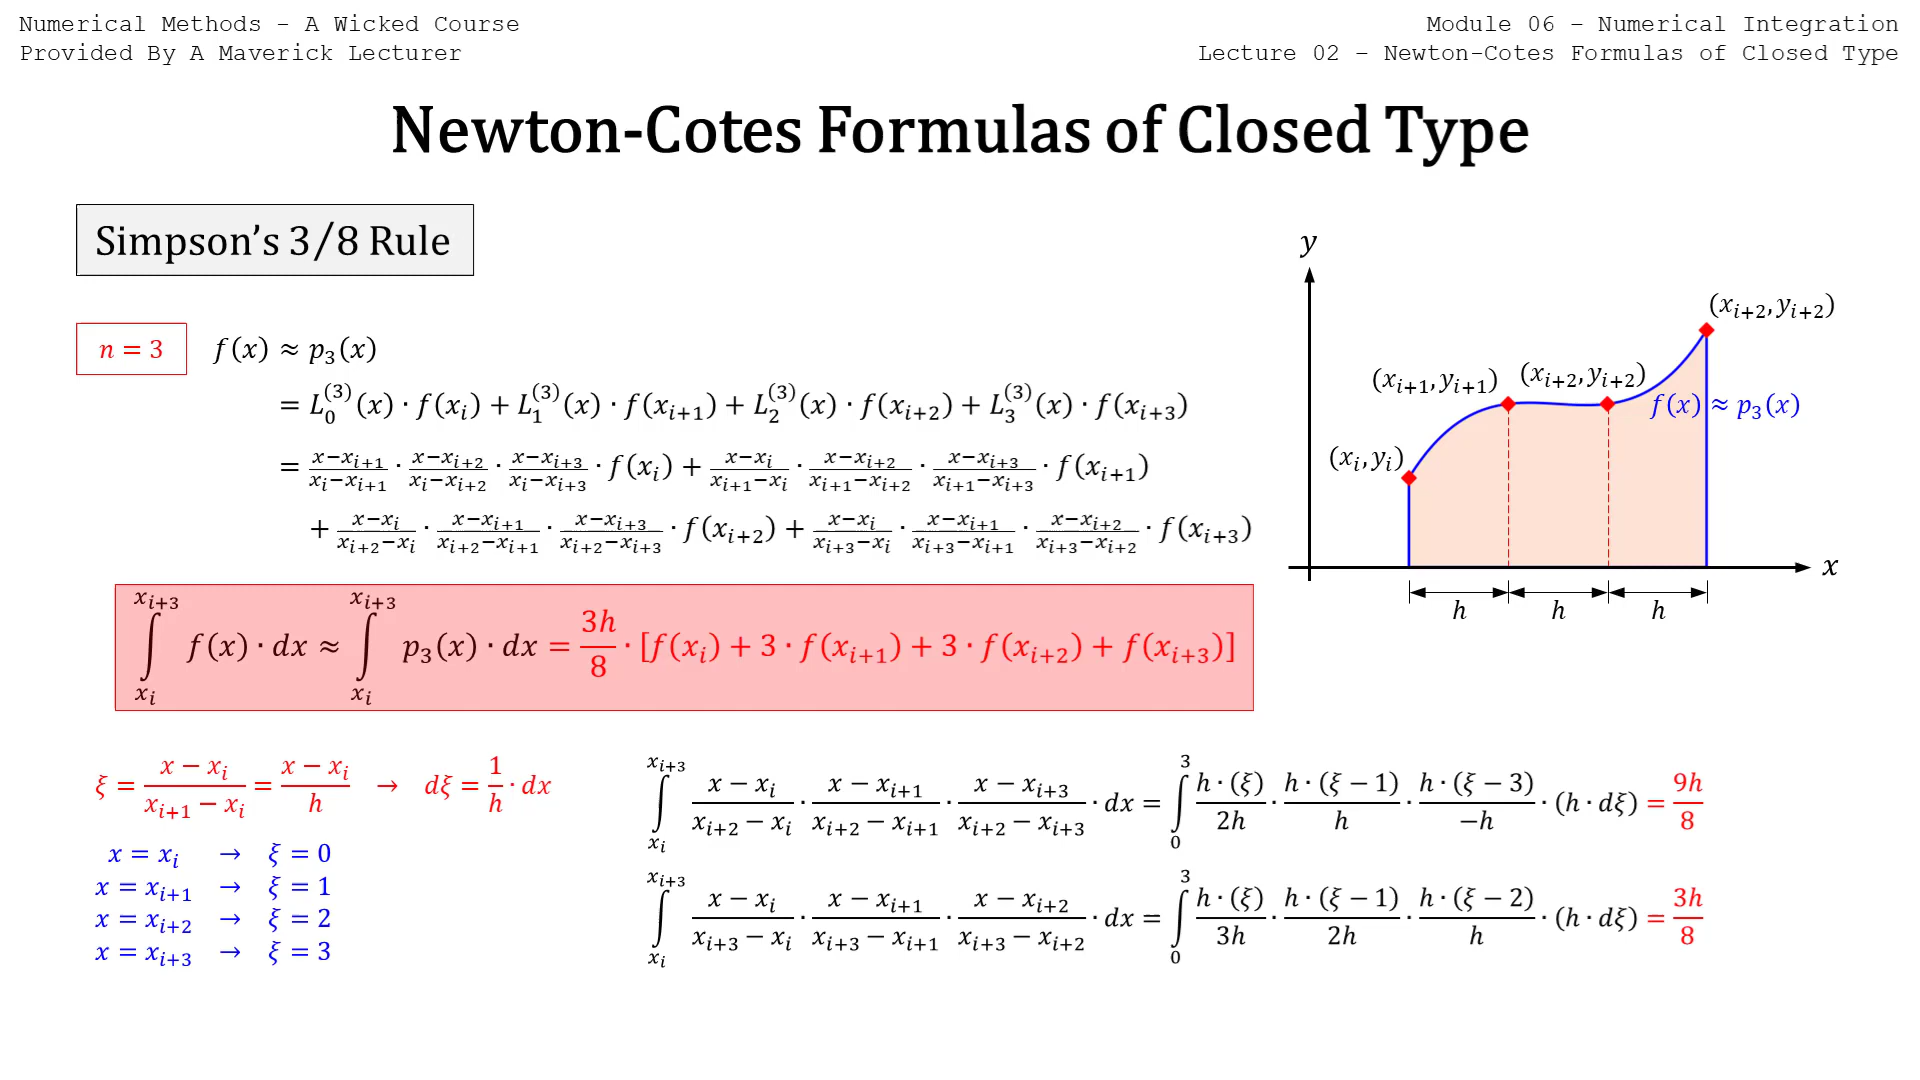 Numerical Methods - A Wicked Course
Provided By A Maverick Lecturer
Module 06 – Numerical Integration
Lecture 02 – Newton-Cotes Formulas of Closed Type
Newton-Cotes Formulas of Closed Type
Simpson's 3/8 Rule
n = 3
f(x) ≈ p₃(x)
= L₀⁽³⁾(x) · f(xᵢ) + L₁⁽³⁾(x) · f(xᵢ₊₁) + L₂⁽³⁾(x) · f(xᵢ₊₂) + L₃⁽³⁾(x) · f(xᵢ₊₃)
= (x−xᵢ₊₁)/(xᵢ−xᵢ₊₁) · (x−xᵢ₊₂)/(xᵢ−xᵢ₊₂) · (x−xᵢ₊₃)/(xᵢ−xᵢ₊₃) · f(xᵢ) + (x−xᵢ)/(xᵢ₊₁−xᵢ) · (x−xᵢ₊₂)/(xᵢ₊₁−xᵢ₊₂) · (x−xᵢ₊₃)/(xᵢ₊₁−xᵢ₊₃) · f(xᵢ₊₁)
+ (x−xᵢ)/(xᵢ₊₂−xᵢ) · (x−xᵢ₊₁)/(xᵢ₊₂−xᵢ₊₁) · (x−xᵢ₊₃)/(xᵢ₊₂−xᵢ₊₃) · f(xᵢ₊₂) + (x−xᵢ)/(xᵢ₊₃−xᵢ) · (x−xᵢ₊₁)/(xᵢ₊₃−xᵢ₊₁) · (x−xᵢ₊₂)/(xᵢ₊₃−xᵢ₊₂) · f(xᵢ₊₃)
∫_{xᵢ}^{xᵢ₊₃} f(x) · dx ≈ ∫_{xᵢ}^{xᵢ₊₃} p₃(x) · dx = 3h/8 · [f(xᵢ) + 3 · f(xᵢ₊₁) + 3 · f(xᵢ₊₂) + f(xᵢ₊₃)]
y
(xᵢ₊₂, yᵢ₊₂)
(xᵢ₊₁, yᵢ₊₁) (xᵢ₊₂, yᵢ₊₂)
f(x) ≈ p₃(x)
(xᵢ, yᵢ)
x
h h h
ξ = (x − xᵢ)/(xᵢ₊₁ − xᵢ) = (x − xᵢ)/h → dξ = 1/h · dx
x = xᵢ → ξ = 0
x = xᵢ₊₁ → ξ = 1
x = xᵢ₊₂ → ξ = 2
x = xᵢ₊₃ → ξ = 3
∫_{xᵢ}^{xᵢ₊₃} (x − xᵢ)/(xᵢ₊₂ − xᵢ) · (x − xᵢ₊₁)/(xᵢ₊₂ − xᵢ₊₁) · (x − xᵢ₊₃)/(xᵢ₊₂ − xᵢ₊₃) · dx = ∫₀³ h · (ξ)/2h · h · (ξ − 1)/h · h · (ξ − 3)/−h · (h · dξ) = 9h/8
∫_{xᵢ}^{xᵢ₊₃} (x − xᵢ)/(xᵢ₊₃ − xᵢ) · (x − xᵢ₊₁)/(xᵢ₊₃ − xᵢ₊₁) · (x − xᵢ₊₂)/(xᵢ₊₃ − xᵢ₊₂) · dx = ∫₀³ h · (ξ)/3h · h · (ξ − 1)/2h · h · (ξ − 2)/h · (h · dξ) = 3h/8